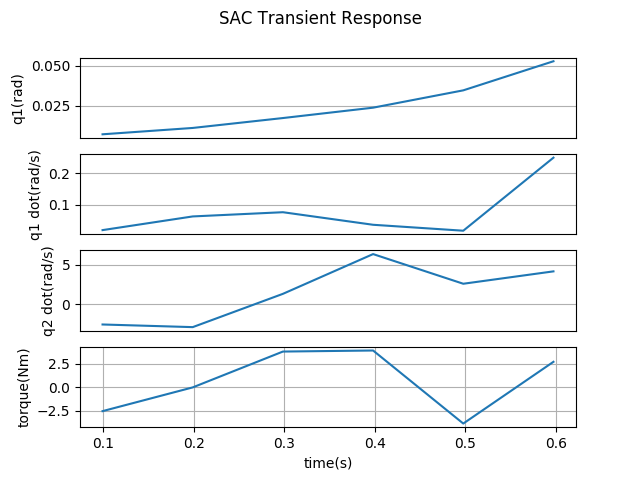 SAC Transient Response
q1(rad)
0.050
0.025
q1 dot(rad/s)
0.2
0.1
q2 dot(rad/s)
5
0
torque(Nm)
2.5
0.0
−2.5
0.1 0.2 0.3 0.4 0.5 0.6
time(s)